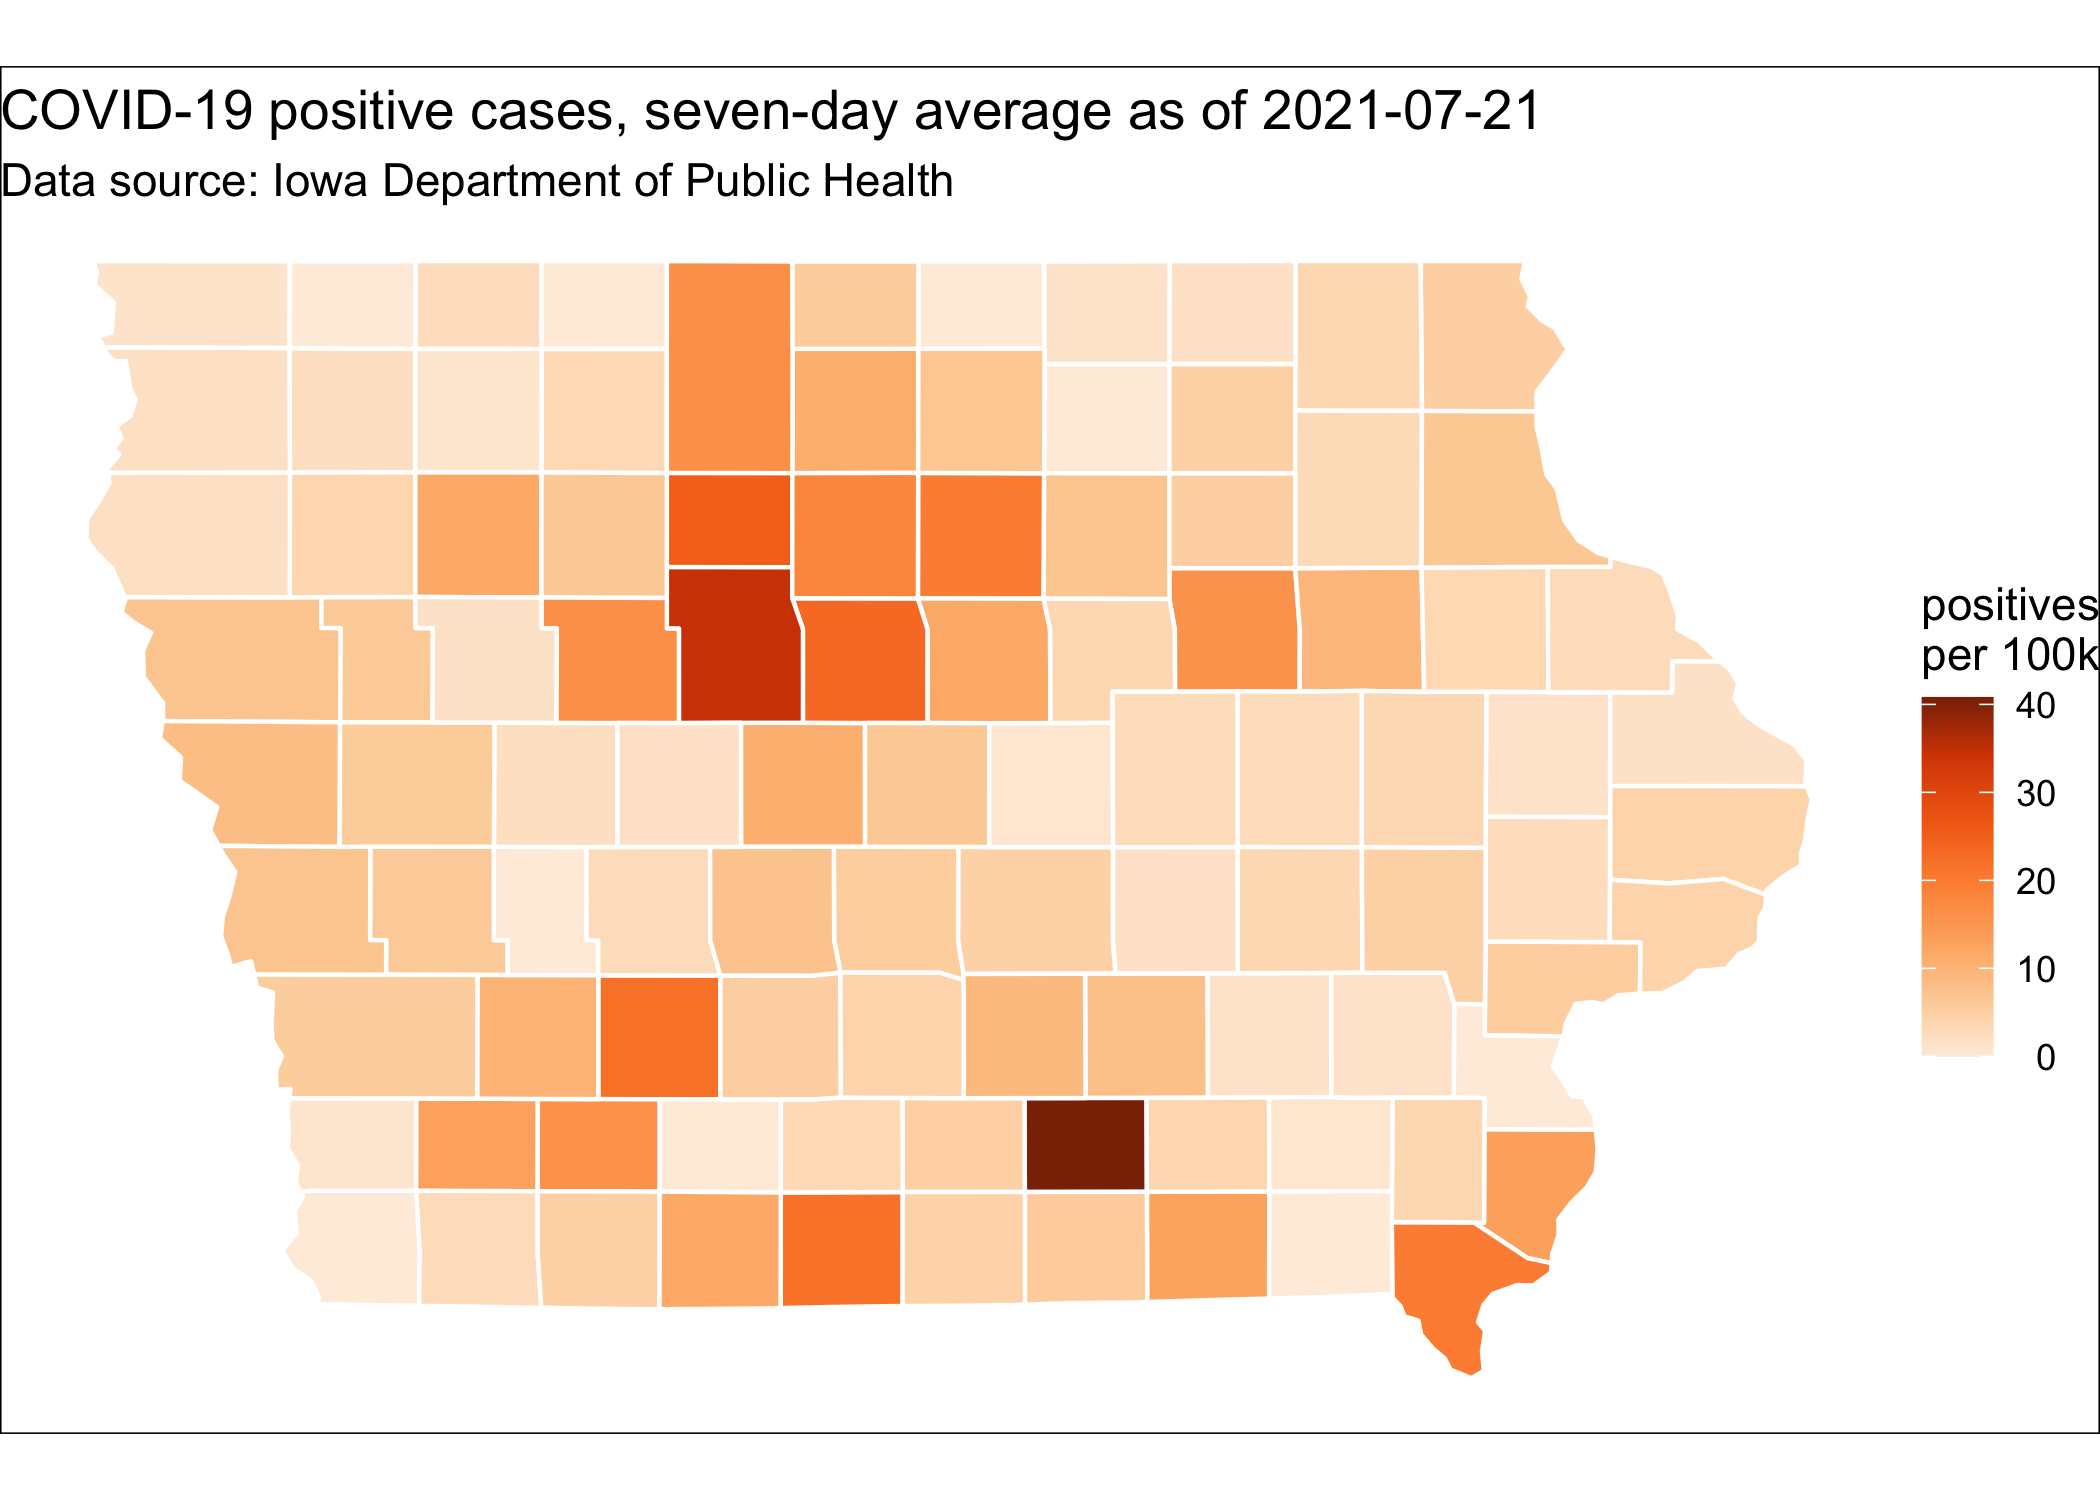 COVID-19 positive cases, seven-day average as of 2021-07-21
Data source: Iowa Department of Public Health
positives
per 100k
40
30
20
10
0